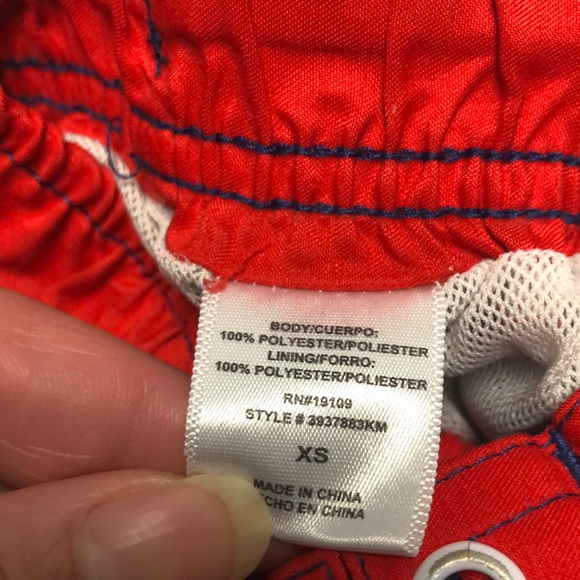 BODY/CUERPO:
100% POLYESTER/POLIESTER
LINING/FORRO:
100% POLYESTER/POLIESTER
RN#19109
STYLE # 3937883KM
XS
MADE IN CHINA
CHO EN CHINA